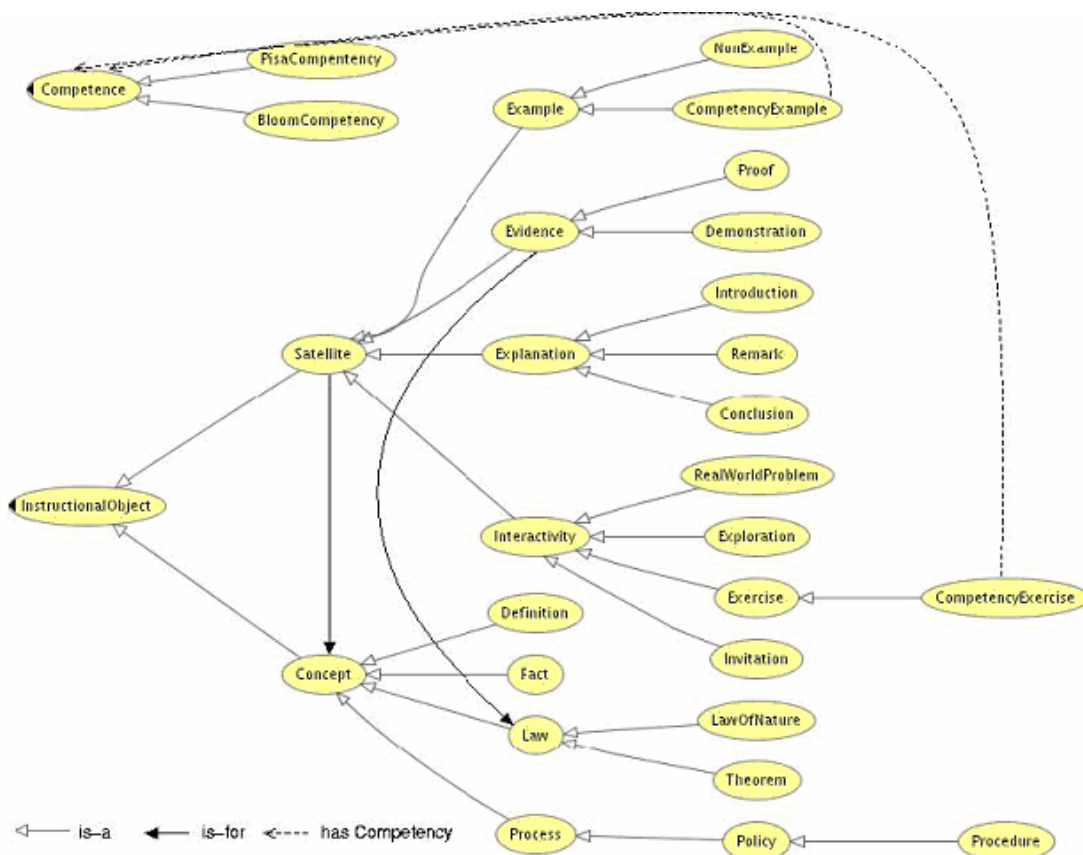 NonExample
PisaCompentency
Competence
Example
CompetencyExample
BloomCompetency
Proof
Evidence
Demonstration
Introduction
Satellite
Explanation
Remark
Conclusion
RealWorldProblem
InstructionalObject
Interactivity
Exploration
Exercise
CompetencyExercise
Definition
Invitation
Concept
Fact
LawOfNature
Law
Theorem
is-a
is-for
has Competency
Process
Policy
Procedure